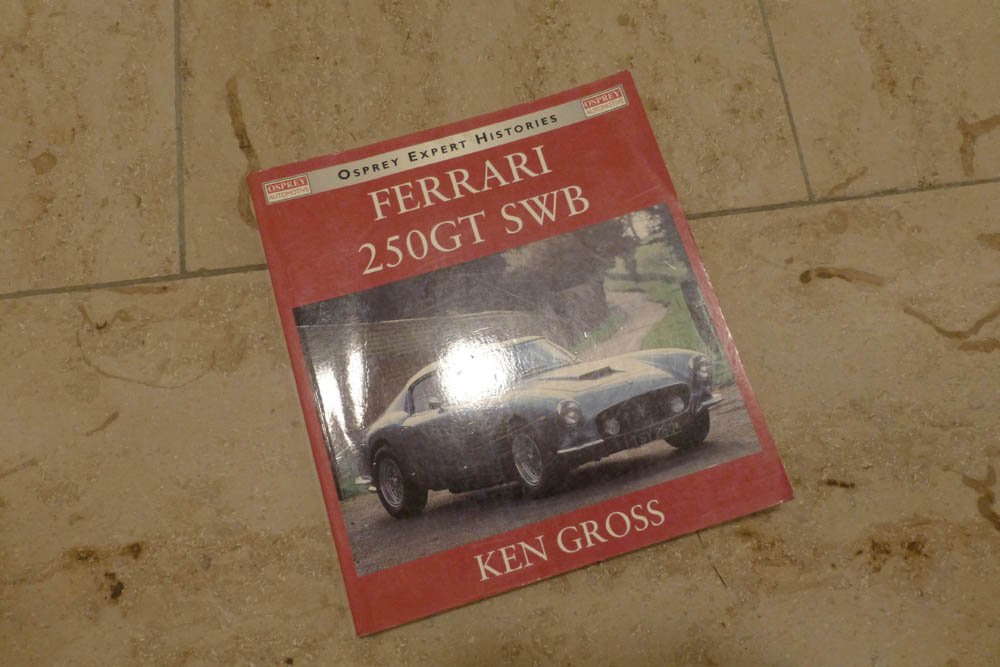 OSPREY EXPERT HISTORIES
OSPREY
AUTOMOTIVE
OSPREY
AUTOMOTIVE
FERRARI
250GT SWB
KEN GROSS